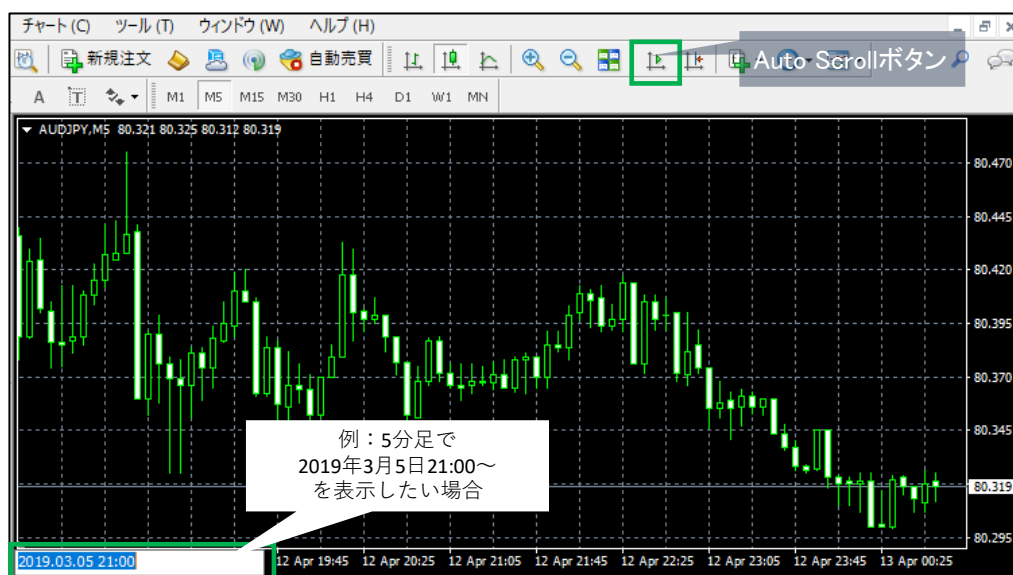 チャート(C) ツール(T) ウィンドウ(W) ヘルプ(H)
新規注文 自動売買 Auto Scrollボタン
A T M1 M5 M15 M30 H1 H4 D1 W1 MN
AUDJPY,M5 80.321 80.325 80.312 80.319
80.470
80.445
80.420
80.395
80.370
80.345
80.319
80.295
例：5分足で
2019年3月5日21:00～
を表示したい場合
2019.03.05 21:00 12 Apr 19:45 12 Apr 20:25 12 Apr 21:05 12 Apr 21:45 12 Apr 22:25 12 Apr 23:05 12 Apr 23:45 13 Apr 00:25